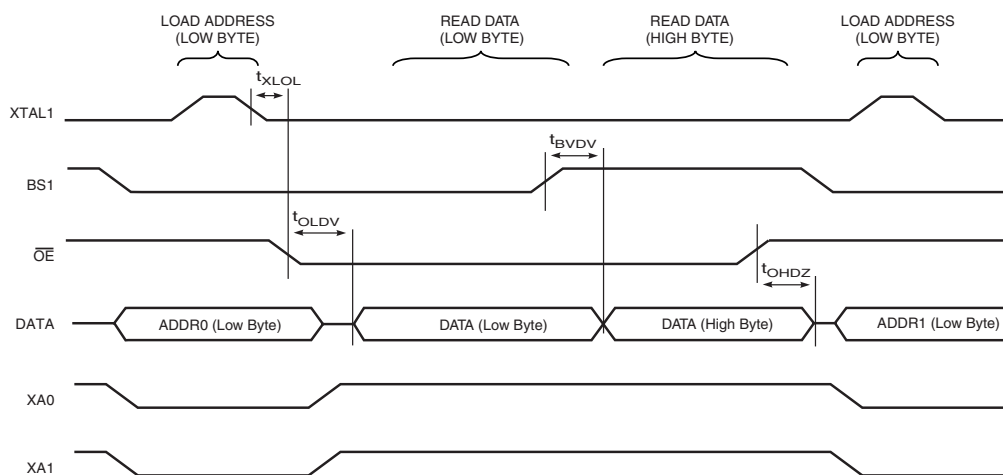 LOAD ADDRESS
(LOW BYTE)
READ DATA
(LOW BYTE)
READ DATA
(HIGH BYTE)
LOAD ADDRESS
(LOW BYTE)
tXLOL
XTAL1
tBVDV
BS1
tOLDV
OE
tOHDZ
DATA
ADDR0 (Low Byte)
DATA (Low Byte)
DATA (High Byte)
ADDR1 (Low Byte)
XA0
XA1